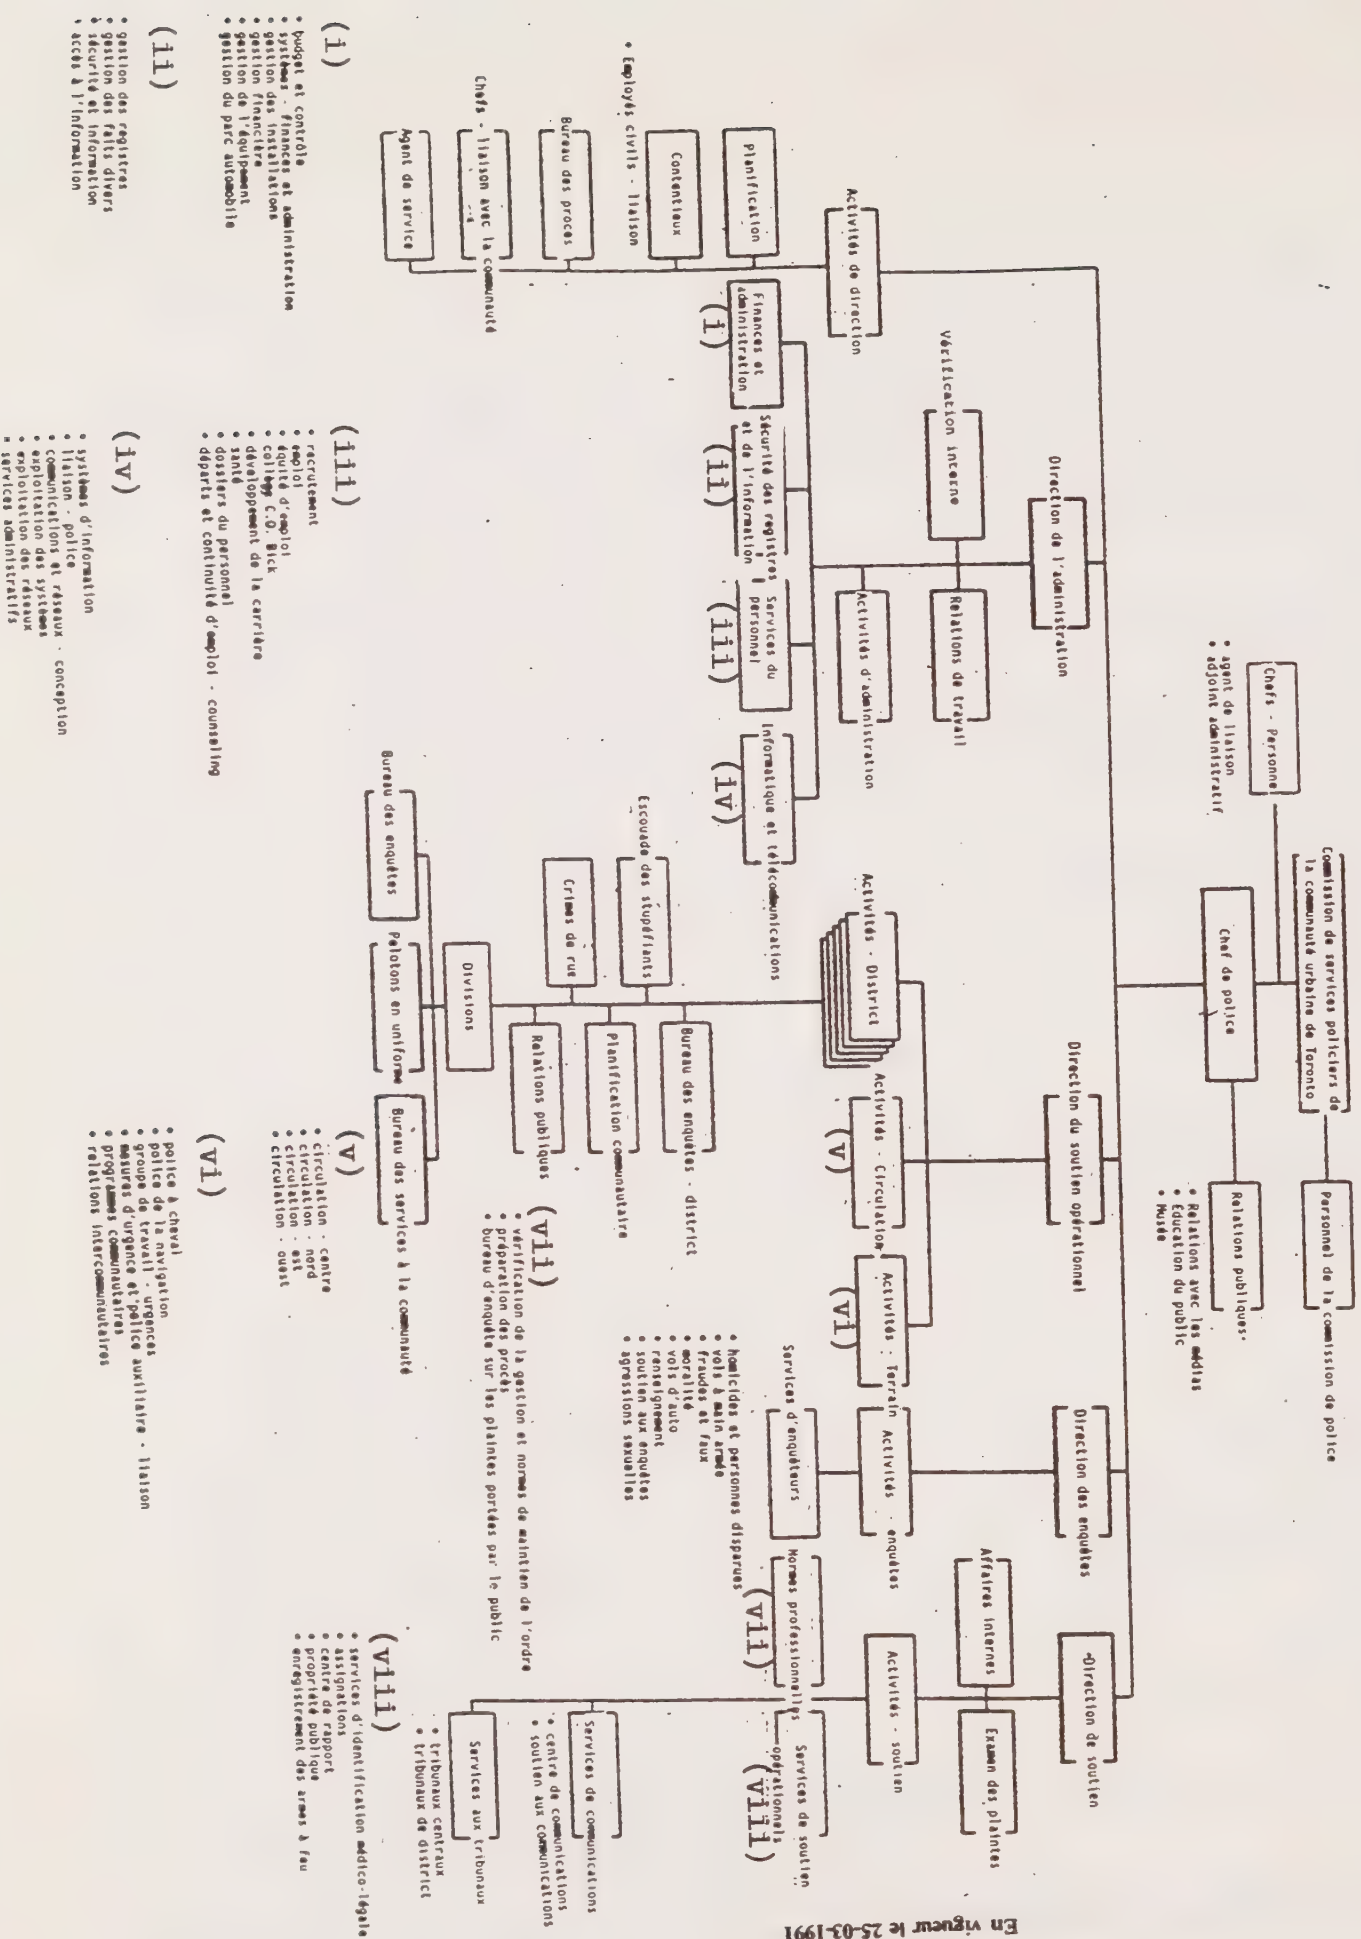 En vigueur le 25-03-1991
Commission de services policiers de
la communauté urbaine de Toronto
Personnel de la commission de police
Chefs - Personnel
• agent de liaison
• adjoint administratif
Chef de police
Relations publiques
• Relations avec les médias
• Éducation du public
• Musée
Direction de l'administration
Direction du soutien opérationnel
Direction des enquêtes
Direction de soutien
Vérification interne
Relations de travail
Affaires internes
Examen des plaintes
Activités de direction
Activités d'administration
Activités - District
Activités - Circulation
(v)
Activités - Terrain
(vi)
Activités - enquêtes
Activités - soutien
Planification
Contentieux
• Employés civils - liaison
Bureau des procès
Chefs - liaison avec la communauté
Agent de service
Finances et
administration
(i)
Sécurité des registres
et de l'information
(ii)
Services du
personnel
(iii)
Informatique et télécommunications
(iv)
Services d'enquêteurs
• homicides et personnes disparues
• vols à main armée
• fraudes et faux
• moralité
• vols d'auto
• renseignement
• soutien aux enquêtes
• agressions sexuelles
Normes professionnelles
(vii)
Services de soutien
opérationnels
(viii)
Bureau des enquêtes - district
Escouade des stupéfiants
Planification communautaire
Crimes de rue
Relations publiques
Divisions
Bureau des enquêtes
Pelotons en uniforme
Bureau des services à la communauté
Services de communications
• centre de communications
• soutien aux communications
Services aux tribunaux
• tribunaux centraux
• tribunaux de district
(i)
• budget et contrôle
• systèmes - finances et administration
• gestion des installations
• gestion financière
• gestion de l'équipement
• gestion du parc automobile
(ii)
• gestion des registres
• gestion des faits divers
• sécurité et information
• accès à l'information
(iii)
• recrutement
• emploi
• équité d'emploi
• collège C.O. Bick
• développement de la carrière
• santé
• dossiers du personnel
• départs et continuité d'emploi - counseling
(iv)
• systèmes d'information
• liaison - police
• communications et réseaux - conception
• exploitation des systèmes
• exploitation des réseaux
• services administratifs
(v)
• circulation - centre
• circulation - nord
• circulation - est
• circulation - ouest
(vi)
• police à cheval
• police de la navigation
• groupe de travail - urgences
• mesures d'urgence et police auxiliaire - liaison
• programmes communautaires
• relations intercommunautaires
(vii)
• vérification de la gestion et normes de maintien de l'ordre
• préparation des procès
• bureau d'enquête sur les plaintes portées par le public
(viii)
• services d'identification médico-légale
• assignations
• centre de rapport
• propriété publique
• enregistrement des armes à feu